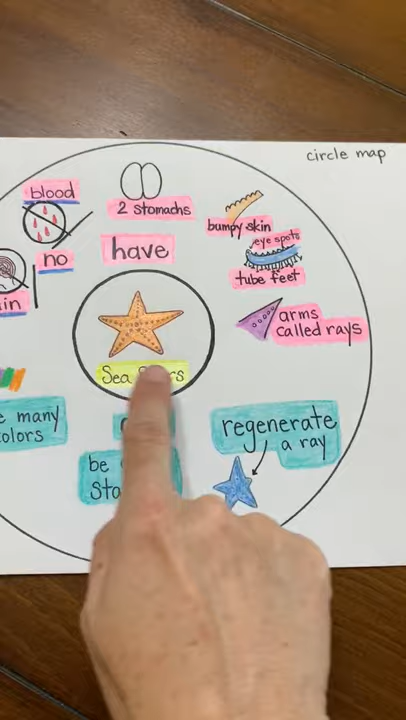 circle map
blood
2 stomachs
bumpy skin
eye spots
have
no
tube feet
arms
called rays
Sea
many
colors
regenerate
a ray
be